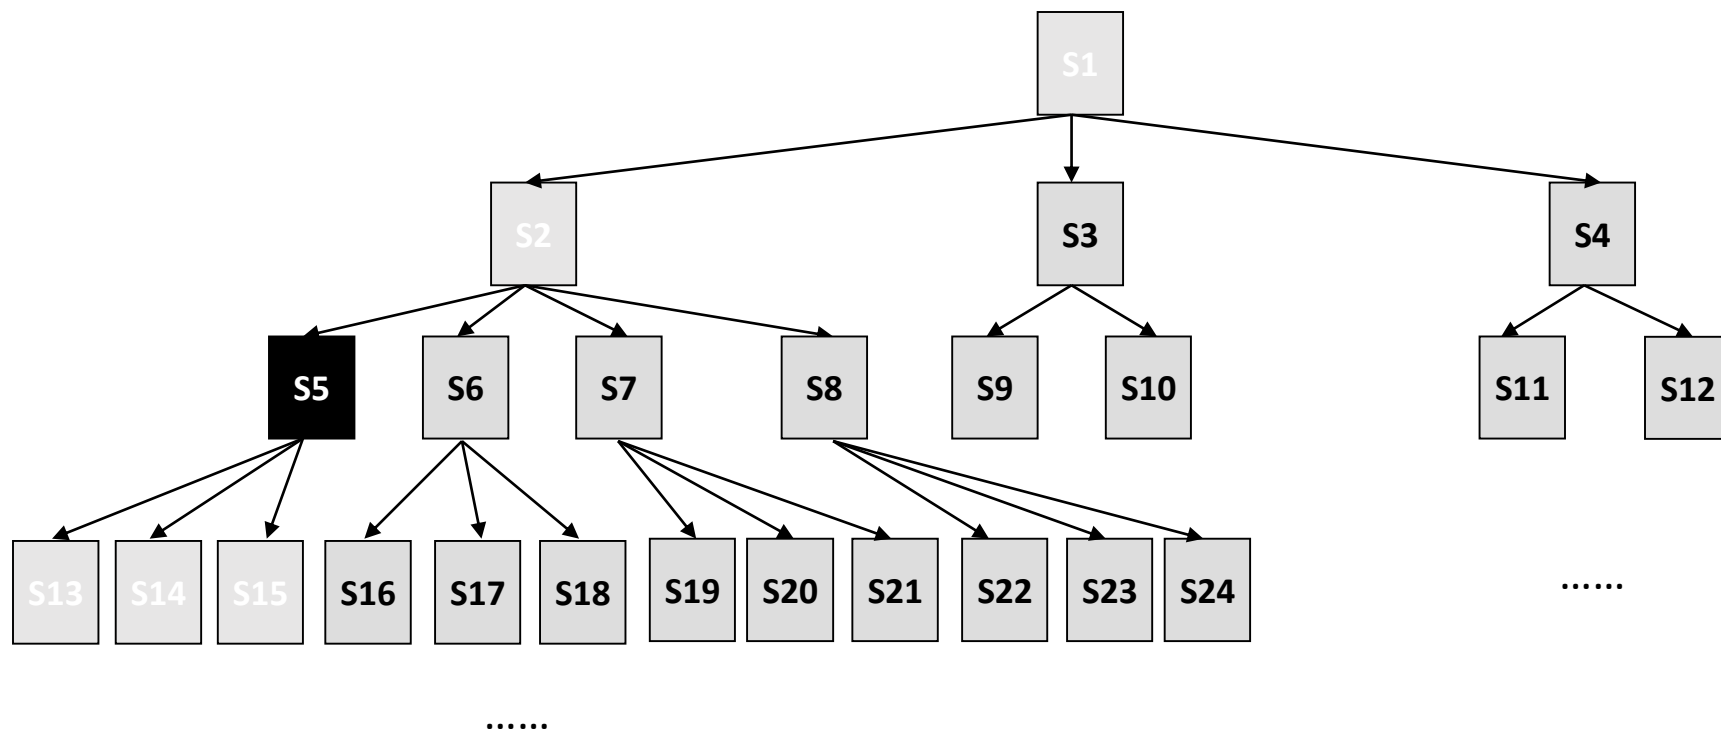 S1
S2 S3 S4
S5 S6 S7 S8 S9 S10 S11 S12
S13 S14 S15 S16 S17 S18 S19 S20 S21 S22 S23 S24 ……
……